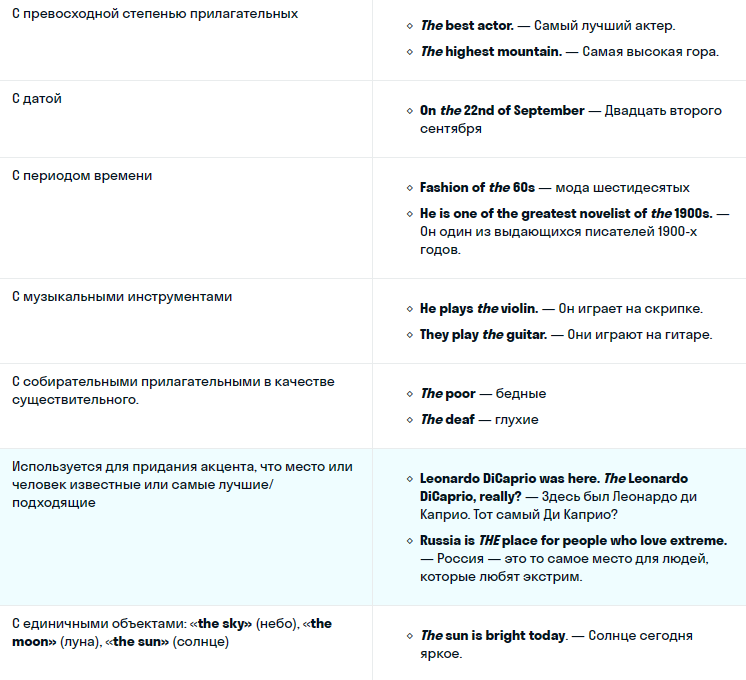 С превосходной степенью прилагательных
◇ The best actor. — Самый лучший актер.
◇ The highest mountain. — Самая высокая гора.
С датой
◇ On the 22nd of September — Двадцать второго
сентября
С периодом времени
◇ Fashion of the 60s — мода шестидесятых
◇ He is one of the greatest novelist of the 1900s. —
Он один из выдающихся писателей 1900-х
годов.
С музыкальными инструментами
◇ He plays the violin. — Он играет на скрипке.
◇ They play the guitar. — Они играют на гитаре.
С собирательными прилагательными в качестве
существительного.
◇ The poor — бедные
◇ The deaf — глухие
Используется для придания акцента, что место или
человек известные или самые лучшие/
подходящие
◇ Leonardo DiCaprio was here. The Leonardo
DiCaprio, really? — Здесь был Леонардо ди
Каприо. Тот самый Ди Каприо?
◇ Russia is THE place for people who love extreme.
— Россия — это то самое место для людей,
которые любят экстрим.
С единичными объектами: «the sky» (небо), «the
moon» (луна), «the sun» (солнце)
◇ The sun is bright today. — Солнце сегодня
яркое.